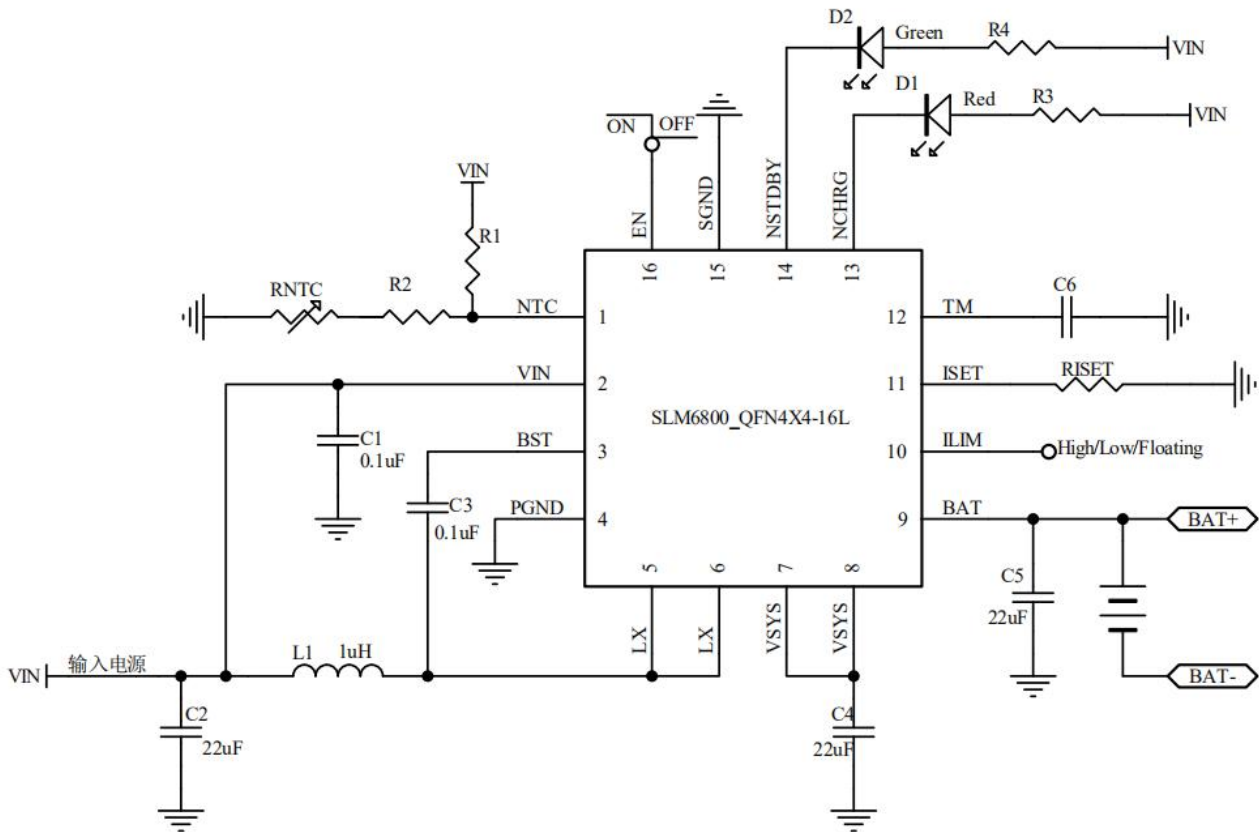 D2
Green
R4
VIN
D1
Red
R3
VIN
ON
OFF
VIN
R1
EN
SGND
NSTDBY
NCHRG
16
15
14
13
RNTC
R2
NTC
1
12
TM
C6
VIN
2
11
ISET
RISET
SLM6800_QFN4X4-16L
C1
0.1uF
BST
3
10
ILIM
High/Low/Floating
C3
0.1uF
PGND
4
9
BAT
BAT+
5
6
7
8
C5
22uF
LX
LX
VSYS
VSYS
VIN
输入电源
L1
1uH
BAT-
C2
22uF
C4
22uF